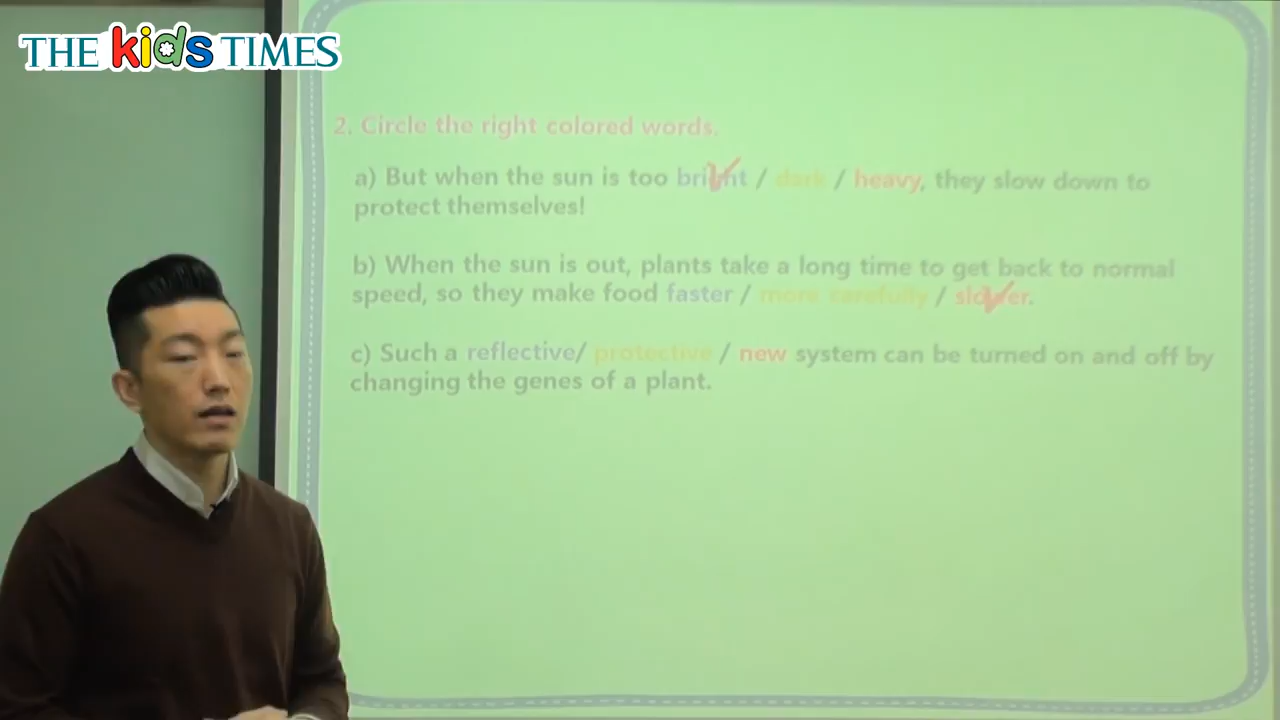 THE kids TIMES
2. Circle the right colored words.
a) But when the sun is too bright / dark / heavy, they slow down to
protect themselves!
b) When the sun is out, plants take a long time to get back to normal
speed, so they make food faster / more carefully / slower.
c) Such a reflective/ protective / new system can be turned on and off by
changing the genes of a plant.